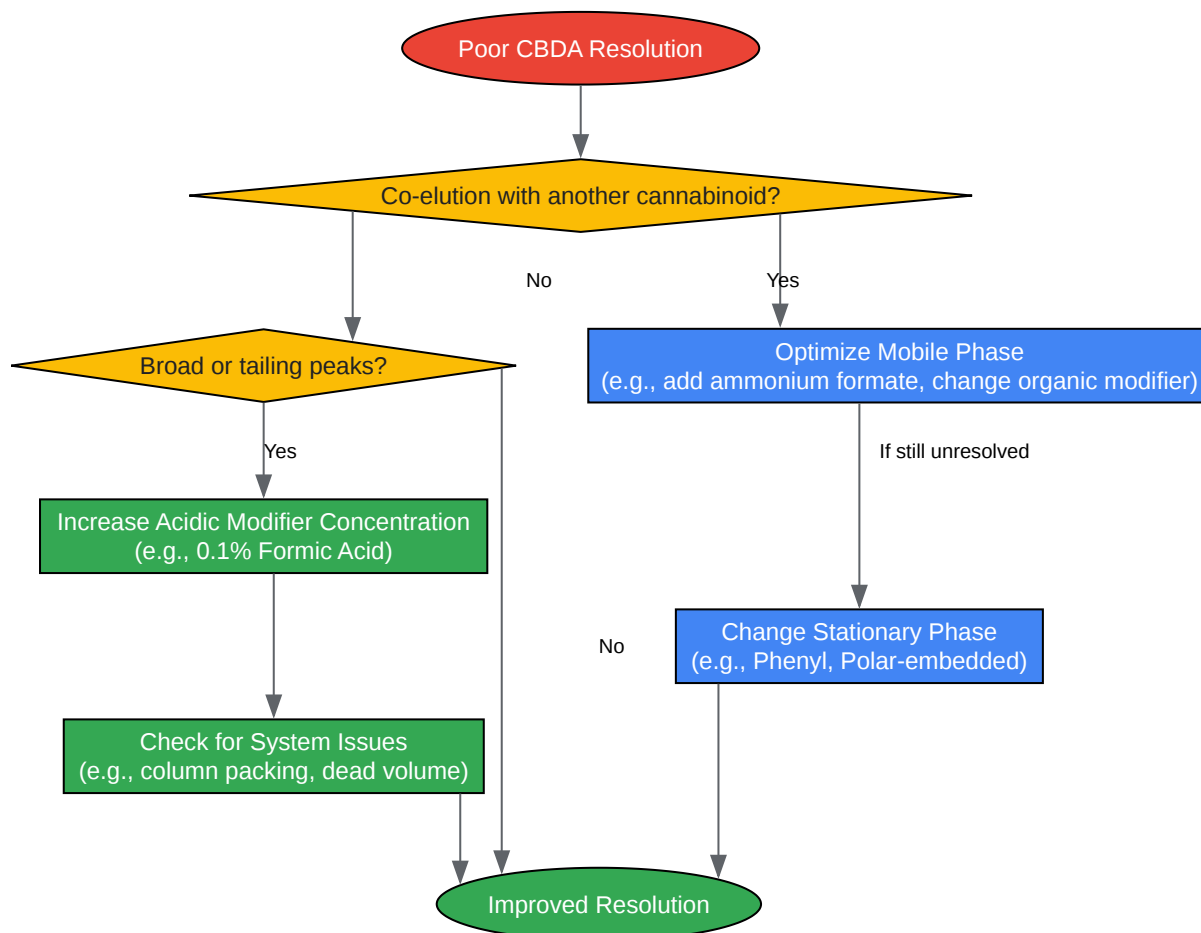 Poor CBDA Resolution
Co-elution with another cannabinoid?
No
Yes
Broad or tailing peaks?
Optimize Mobile Phase
(e.g., add ammonium formate, change organic modifier)
Yes
If still unresolved
Increase Acidic Modifier Concentration
(e.g., 0.1% Formic Acid)
No
Change Stationary Phase
(e.g., Phenyl, Polar-embedded)
Check for System Issues
(e.g., column packing, dead volume)
Improved Resolution